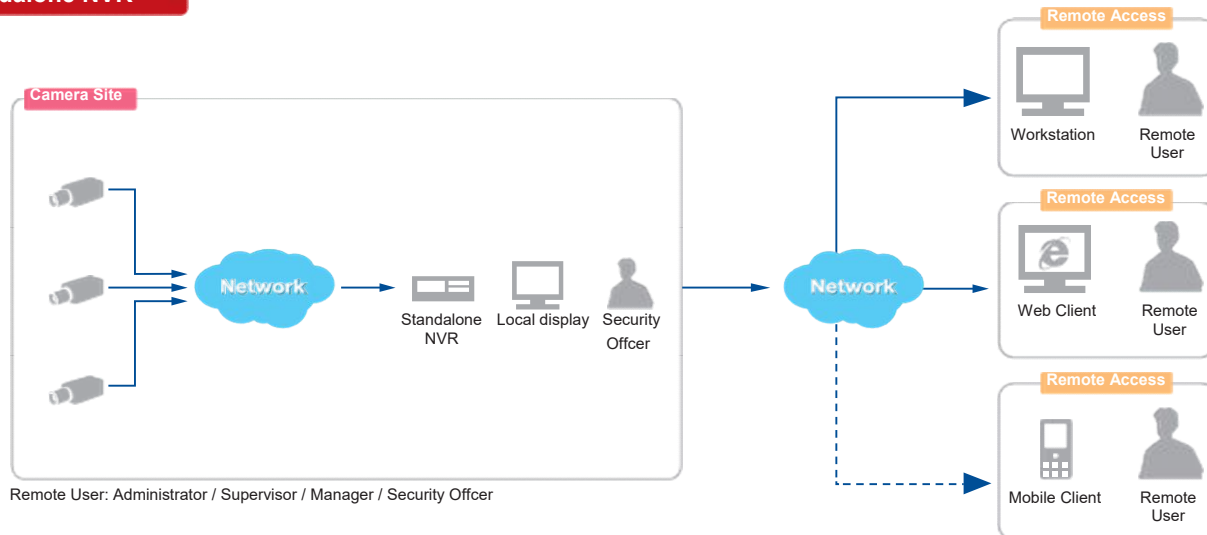 NVR
Remote Access
Workstation
Remote
User
Camera Site
Network
Standalone
NVR
Local display
Security
Offcer
Network
Remote Access
Web Client
Remote
User
Remote Access
Mobile Client
Remote
User
Remote User: Administrator / Supervisor / Manager / Security Offcer